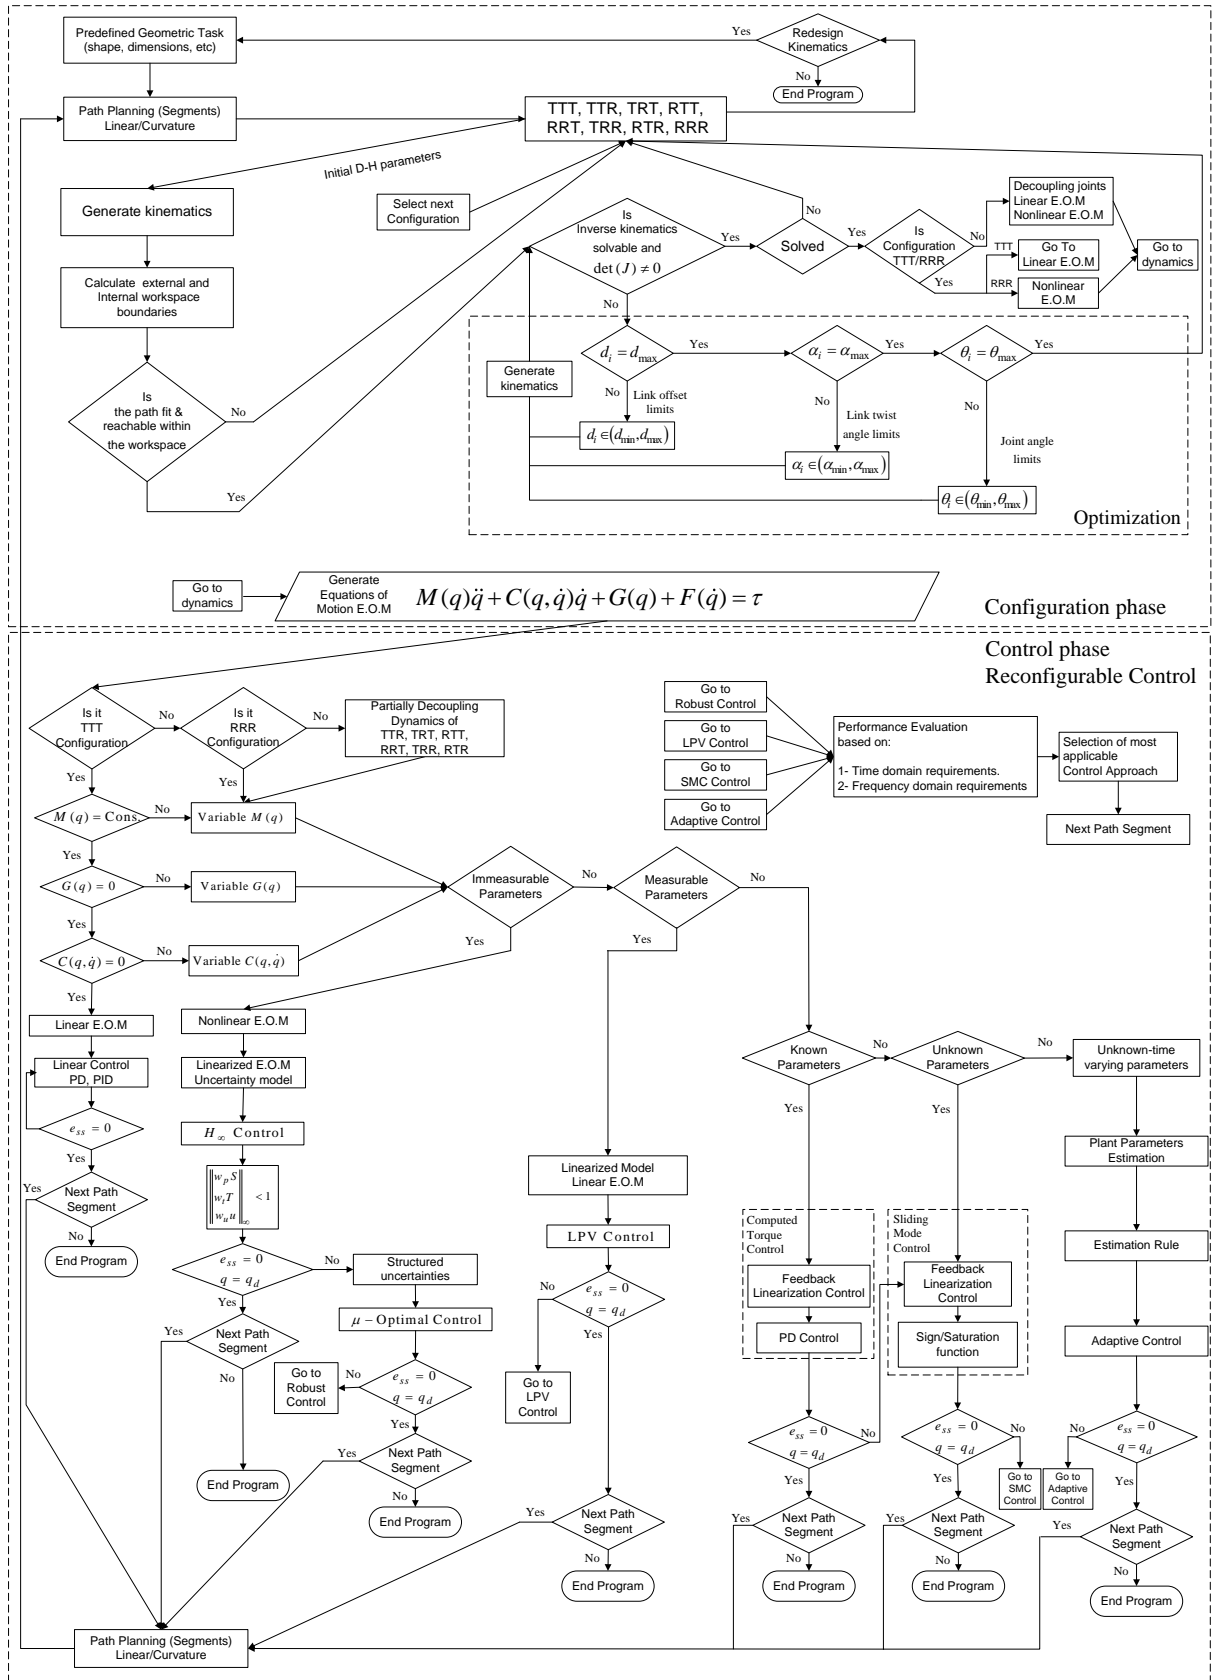 Predefined Geometric Task
(shape, dimensions, etc)
Yes
Redesign
Kinematics
No
End Program
Path Planning (Segments)
Linear/Curvature
TTT, TTR, TRT, RTT,
RRT, TRR, RTR, RRR
Initial D-H parameters
Generate kinematics
Select next
Configuration
Calculate external and
Internal workspace
boundaries
Is
the path fit &
reachable within
the workspace
No
Yes
Is
Inverse kinematics
solvable and
det(J) ≠ 0
Yes
No
Solved
No
Yes
Is
Configuration
TTT/RRR
No
Yes
Decoupling joints
Linear E.O.M
Nonlinear E.O.M
TTT
Go To
Linear E.O.M
RRR
Nonlinear
E.O.M
Go to
dynamics
Generate
kinematics
d_i = d_max
Yes
No
Link offset
limits
d_i ∈ (d_min, d_max)
α_i = α_max
Yes
No
Link twist
angle limits
α_i ∈ (α_min, α_max)
θ_i = θ_max
Yes
No
Joint angle
limits
θ_i ∈ (θ_min, θ_max)
Optimization
Go to
dynamics
Generate
Equations of
Motion E.O.M
M(q)q̈ + C(q, q̇)q̇ + G(q) + F(q̇) = τ
Configuration phase
Control phase
Reconfigurable Control
Is it
TTT
Configuration
No
Yes
Is it
RRR
Configuration
No
Yes
Partially Decoupling
Dynamics of
TTR, TRT, RTT,
RRT, TRR, RTR
Go to
Robust Control
Go to
LPV Control
Go to
SMC Control
Go to
Adaptive Control
Performance Evaluation
based on:
1- Time domain requirements.
2- Frequency domain requirements
Selection of most
applicable
Control Approach
Next Path Segment
M(q) = Cons.
No
Variable M(q)
Yes
G(q) = 0
No
Variable G(q)
Yes
C(q, q̇) = 0
No
Variable C(q, q̇)
Yes
Immeasurable
Parameters
No
Yes
Measurable
Parameters
No
Yes
Linear E.O.M
Linear Control
PD, PID
e_ss = 0
Yes
Yes
Next Path
Segment
No
End Program
Nonlinear E.O.M
Linearized E.O.M
Uncertainty model
H_∞ Control
w_p S
w_t T < 1
w_u u ∞
e_ss = 0
q = q_d
No
Yes
Structured
uncertainties
μ – Optimal Control
Yes
Next Path
Segment
No
End Program
Go to
Robust
Control
No
e_ss = 0
q = q_d
Yes
Yes
Next Path
Segment
No
End Program
Linearized Model
Linear E.O.M
LPV Control
No
e_ss = 0
q = q_d
Yes
Go to
LPV
Control
Yes
Next Path
Segment
No
End Program
Known
Parameters
No
Yes
Unknown
Parameters
No
Yes
Unknown-time
varying parameters
Computed
Torque
Control
Feedback
Linearization Control
PD Control
e_ss = 0
q = q_d
No
Yes
Yes
Next Path
Segment
No
End Program
Sliding
Mode
Control
Feedback
Linearization
Control
Sign/Saturation
function
e_ss = 0
q = q_d
No
Yes
Go to
SMC
Control
Yes
Next Path
Segment
No
End Program
Plant Parameters
Estimation
Estimation Rule
Adaptive Control
No
e_ss = 0
q = q_d
Yes
Go to
Adaptive
Control
Yes
Next Path
Segment
No
End Program
Path Planning (Segments)
Linear/Curvature